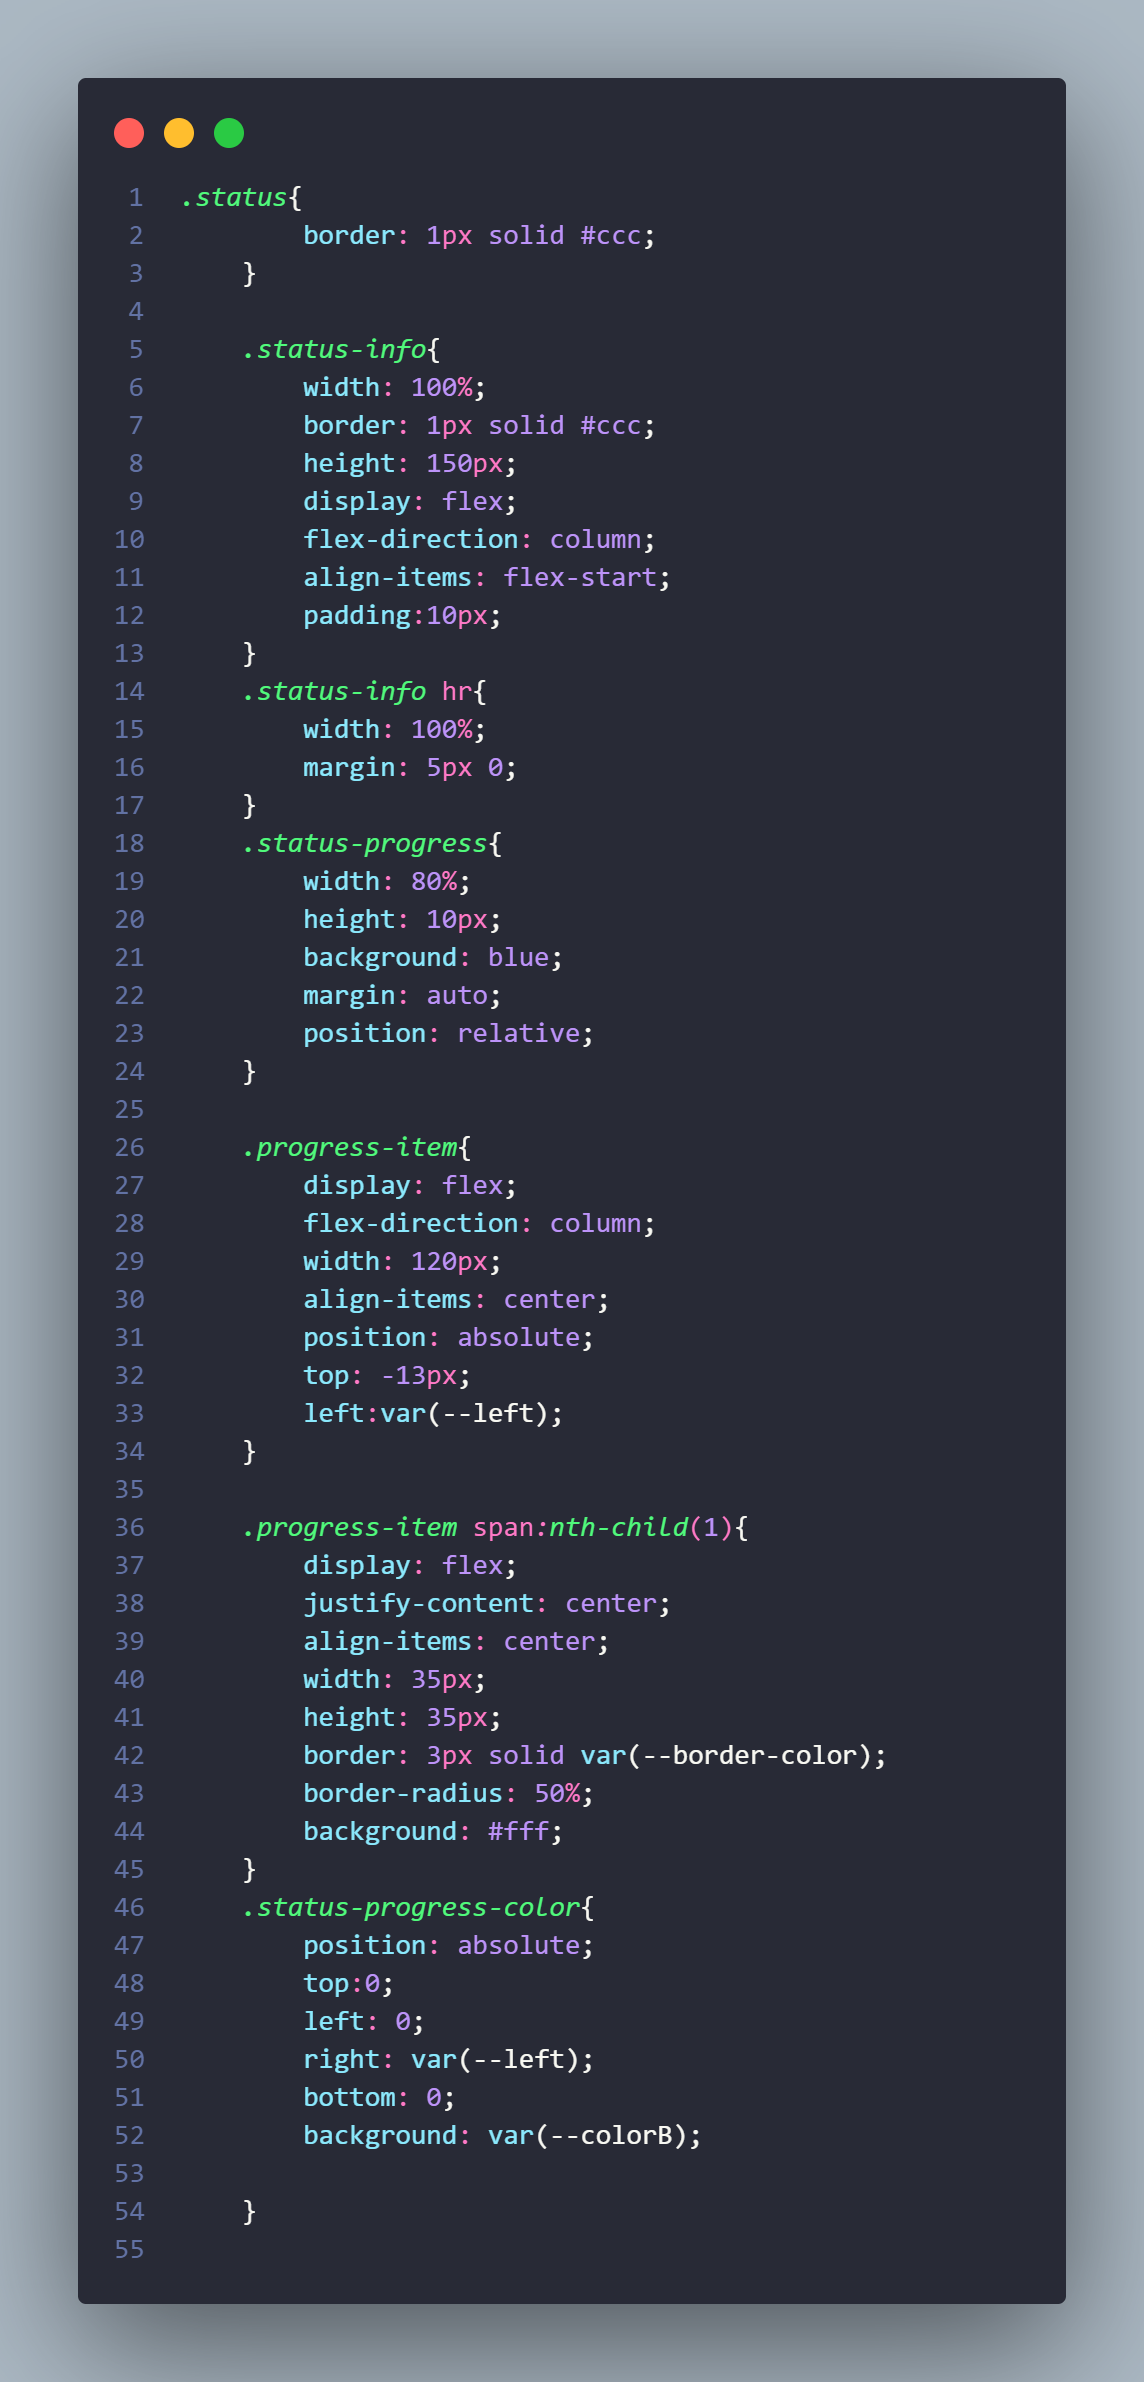 1 .status{
2 border: 1px solid #ccc;
3 }
4
5 .status-info{
6 width: 100%;
7 border: 1px solid #ccc;
8 height: 150px;
9 display: flex;
10 flex-direction: column;
11 align-items: flex-start;
12 padding:10px;
13 }
14 .status-info hr{
15 width: 100%;
16 margin: 5px 0;
17 }
18 .status-progress{
19 width: 80%;
20 height: 10px;
21 background: blue;
22 margin: auto;
23 position: relative;
24 }
25
26 .progress-item{
27 display: flex;
28 flex-direction: column;
29 width: 120px;
30 align-items: center;
31 position: absolute;
32 top: -13px;
33 left:var(--left);
34 }
35
36 .progress-item span:nth-child(1){
37 display: flex;
38 justify-content: center;
39 align-items: center;
40 width: 35px;
41 height: 35px;
42 border: 3px solid var(--border-color);
43 border-radius: 50%;
44 background: #fff;
45 }
46 .status-progress-color{
47 position: absolute;
48 top:0;
49 left: 0;
50 right: var(--left);
51 bottom: 0;
52 background: var(--colorB);
53
54 }
55